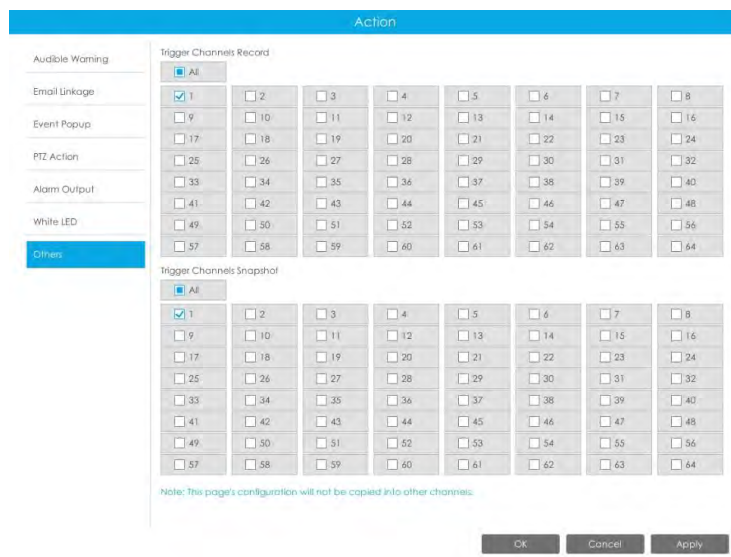 Action
Audible Warning
Email Linkage
Event Popup
PTZ Action
Alarm Output
White LED
Others
Trigger Channels Record
All
1 2 3 4 5 6 7 8
9 10 11 12 13 14 15 16
17 18 19 20 21 22 23 24
25 26 27 28 29 30 31 32
33 34 35 36 37 38 39 40
41 42 43 44 45 46 47 48
49 50 51 52 53 54 55 56
57 58 59 60 61 62 63 64
Trigger Channels Snapshot
All
1 2 3 4 5 6 7 8
9 10 11 12 13 14 15 16
17 18 19 20 21 22 23 24
25 26 27 28 29 30 31 32
33 34 35 36 37 38 39 40
41 42 43 44 45 46 47 48
49 50 51 52 53 54 55 56
57 58 59 60 61 62 63 64
Note: This page's configuration will not be copied into other channels.
OK Cancel Apply